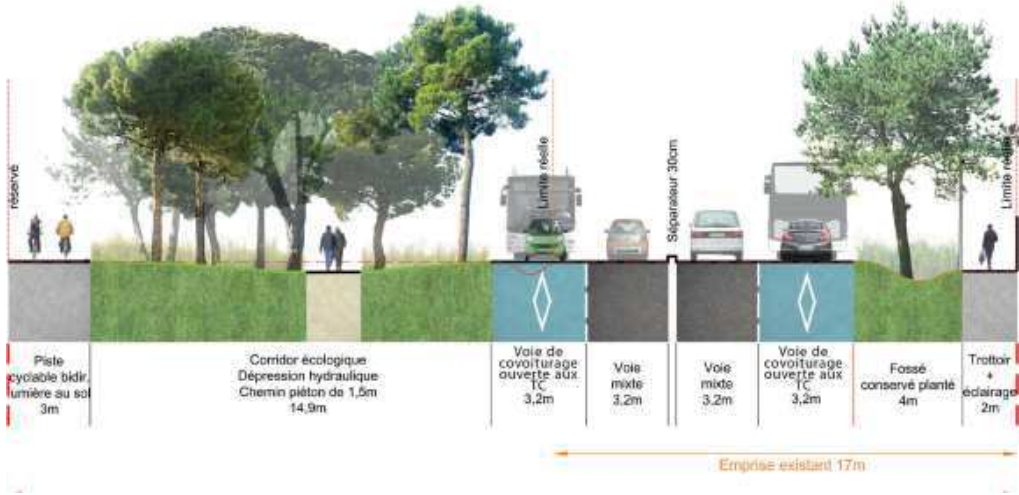 réservé
Limite réelle
Séparateur 30cm
Limite réelle
Piste
cyclable bidir.
lumière au sol
3m
Corridor écologique
Dépression hydraulique
Chemin piéton de 1,5m
14,9m
Voie de
covoiturage
ouverte aux
TC
3,2m
Voie
mixte
3,2m
Voie
mixte
3,2m
Voie de
covoiturage
ouverte aux
TC
3,2m
Fossé
conservé planté
4m
Trottoir
+
éclairage
2m
Emprise existant 17m